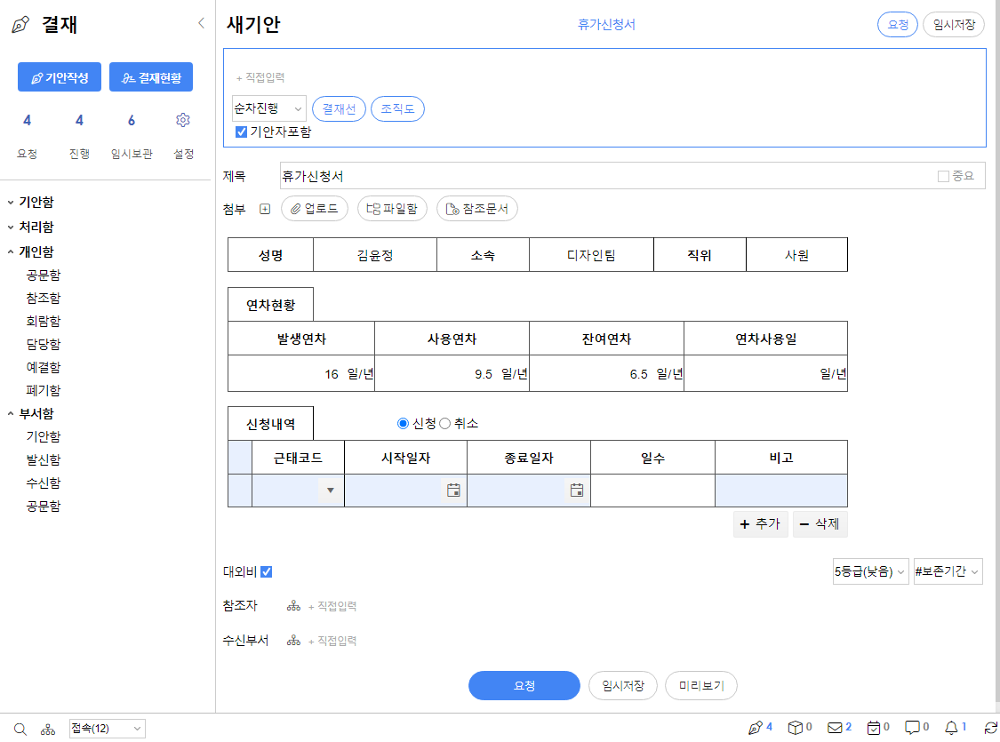 결재
기안작성 결재현황
4 4 6
요청 진행 임시보관 설정
기안함
처리함
개인함
공문함
참조함
회람함
담당함
예결함
폐기함
부서함
기안함
발신함
수신함
공문함
새기안 휴가신청서 요청 임시저장
+ 직접입력
순차진행 결재선 조직도
기안자포함
제목 휴가신청서 중요
첨부 업로드 파일함 참조문서
성명 김윤정 소속 디자인팀 직위 사원
연차현황
발생연차 사용연차 잔여연차 연차사용일
16 일/년 9.5 일/년 6.5 일/년 일/년
신청내역 신청 취소
근태코드 시작일자 종료일자 일수 비고
+ 추가 − 삭제
대외비 5등급(낮음) #보존기간
참조자 + 직접입력
수신부서 + 직접입력
요청 임시저장 미리보기
접속(12) 4 0 2 0 0 1